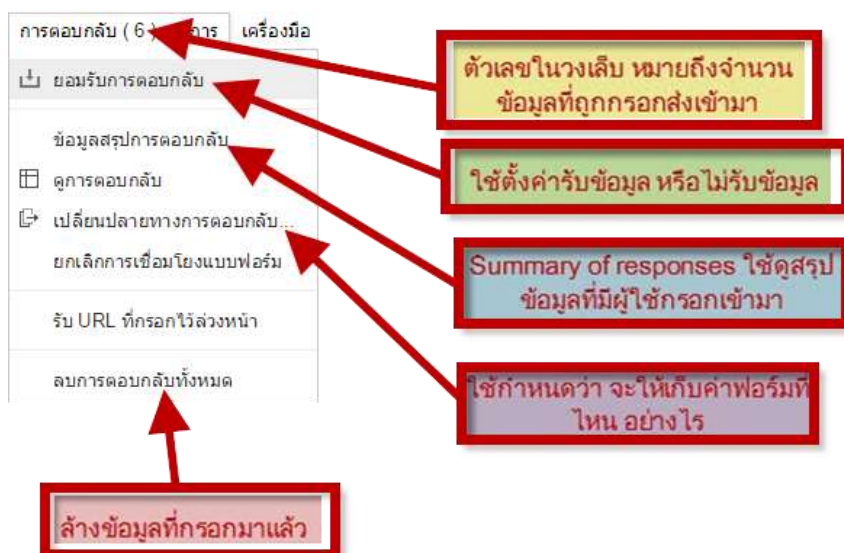 การตอบกลับ ( 6 ) การ เครื่องมือ
ยอมรับการตอบกลับ
ข้อมูลสรุปการตอบกลับ
ดูการตอบกลับ
เปลี่ยนปลายทางการตอบกลับ...
ยกเลิกการเชื่อมโยงแบบฟอร์ม
รับ URL ที่กรอกไว้ล่วงหน้า
ลบการตอบกลับทั้งหมด
ตัวเลขในวงเล็บ หมายถึงจำนวน
ข้อมูลที่ถูกกรอกส่งเข้ามา
ใช้ตั้งค่ารับข้อมูล หรือไม่รับข้อมูล
Summary of responses ใช้ดูสรุป
ข้อมูลที่มีผู้ใช้กรอกเข้ามา
ใช้กำหนดว่า จะให้เก็บค่าฟอร์มที่
ไหน อย่างไร
ล้างข้อมูลที่กรอกมาแล้ว